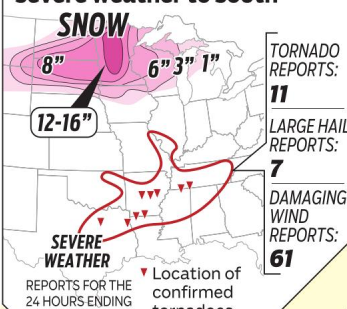 severe weather to south
SNOW
8"
6" 3" 1"
12-16"
TORNADO
REPORTS:
11
LARGE HAIL
REPORTS:
7
DAMAGING
WIND
REPORTS:
61
SEVERE
WEATHER
REPORTS FOR THE
24 HOURS ENDING
Location of
confirmed
tornadoes